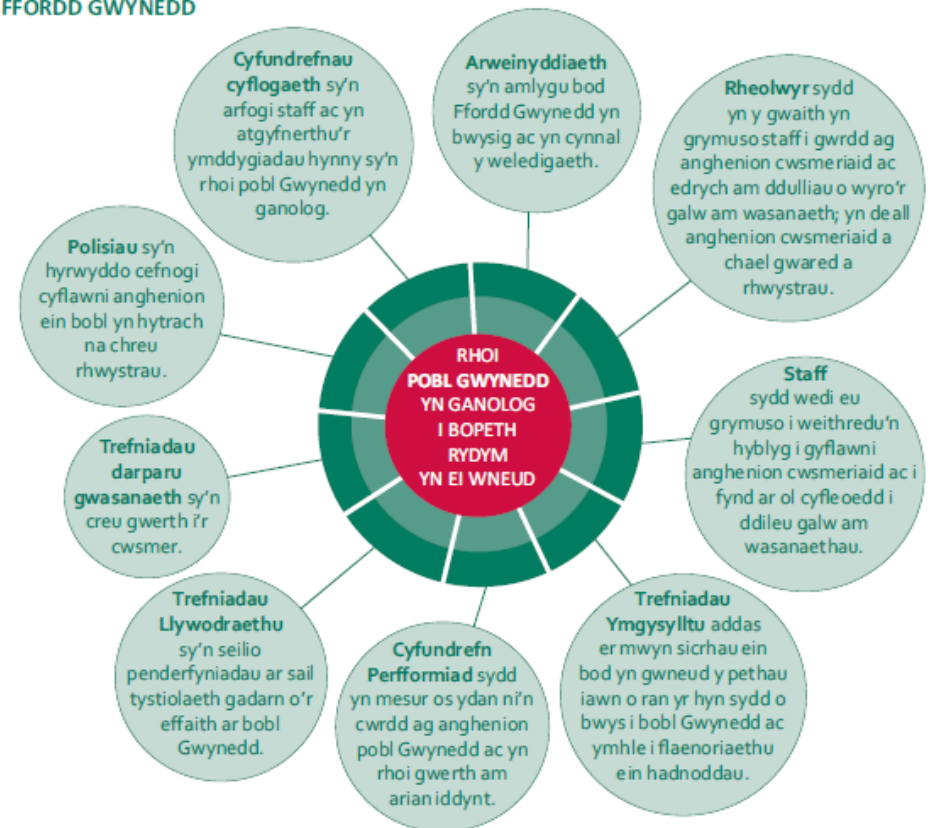 FFORDD GWYNEDD
Cyfundrefnau
cyflogaeth sy'n
arfogi staff ac yn
atgyfnerthu'r
ymddygiadau hynny sy'n
rhoi pobl Gwynedd yn
ganolog.
Arweinyddiaeth
sy'n amlygu bod
Ffordd Gwynedd yn
bwysig ac yn cynnal
y weledigaeth.
Rheolwyr sydd
yn y gwaith yn
grymuso staff i gwrdd ag
anghenion cwsmeriaid ac
edrych am ddulliau o wyro'r
galw am wasanaeth; yn deall
anghenion cwsmeriaid a
chael gwared a
rhwystrau.
Polisiau sy'n
hyrwyddo cefnogi
cyflawni anghenion
ein bobl yn hytrach
na chreu
rhwystrau.
RHOI
POBL GWYNEDD
YN GANOLOG
I BOPETH
RYDYM
YN EI WNEUD
Staff
sydd wedi eu
grymuso i weithredu'n
hyblyg i gyflawni
anghenion cwsmeriaid ac i
fynd ar ol cyfleoedd i
ddileu galw am
wasanaethau.
Trefniadau
darparu
gwasanaeth sy'n
creu gwerth i'r
cwsmer.
Trefniadau
Llywodraethu
sy'n seilio
penderfyniadau ar sail
tystiolaeth gadarn o'r
effaith ar bobl
Gwynedd.
Cyfundrefn
Perfformiad sydd
yn mesur os ydan ni'n
cwrdd ag anghenion
pobl Gwynedd ac yn
rhoi gwerth am
arian iddynt.
Trefniadau
Ymgysylltu addas
er mwyn sicrhau ein
bod yn gwneud y pethau
iawn o ran yr hyn sydd o
bwys i bobl Gwynedd ac
ymhle i flaenoriaethu
ein hadnoddau.